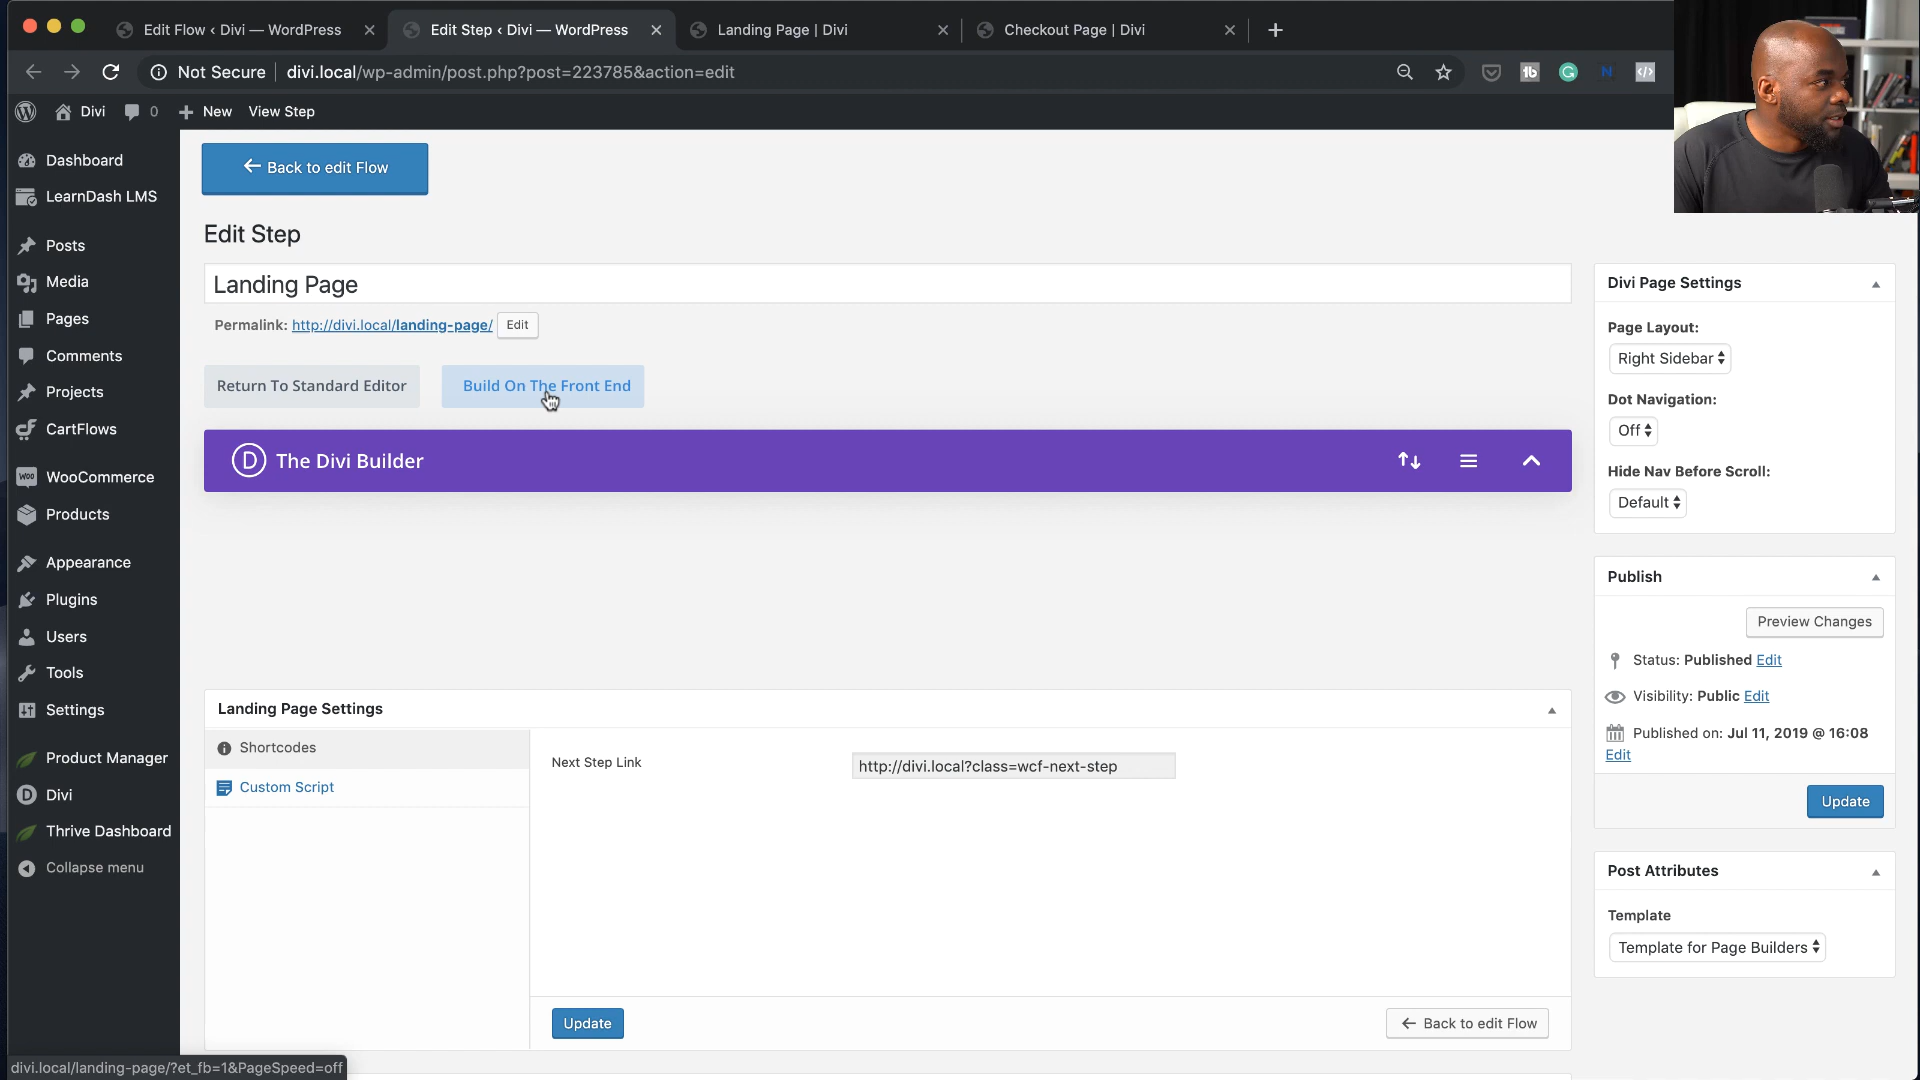 Edit Flow ‹ Divi — WordPress
Edit Step ‹ Divi — WordPress
Landing Page | Divi
Checkout Page | Divi
Not Secure
divi.local/wp-admin/post.php?post=223785&action=edit
Divi
0
New
View Step
Dashboard
LearnDash LMS
Posts
Media
Pages
Comments
Projects
CartFlows
WooCommerce
Products
Appearance
Plugins
Users
Tools
Settings
Product Manager
Divi
Thrive Dashboard
Collapse menu
← Back to edit Flow
Edit Step
Landing Page
Permalink: http://divi.local/landing-page/ Edit
Return To Standard Editor
Build On The Front End
D The Divi Builder
Landing Page Settings
Shortcodes
Custom Script
Next Step Link
http://divi.local?class=wcf-next-step
Update
← Back to edit Flow
Divi Page Settings
Page Layout:
Right Sidebar
Dot Navigation:
Off
Hide Nav Before Scroll:
Default
Publish
Preview Changes
Status: Published Edit
Visibility: Public Edit
Published on: Jul 11, 2019 @ 16:08
Edit
Update
Post Attributes
Template
Template for Page Builders
divi.local/landing-page/?et_fb=1&PageSpeed=off